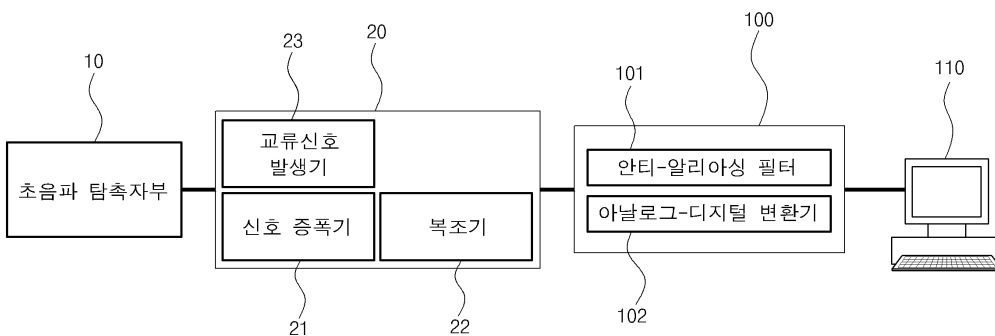 23
20
100
10
101
110
교류신호
발생기
안티-알리아싱 필터
초음파 탐촉자부
신호 증폭기
복조기
아날로그-디지털 변환기
21
22
102